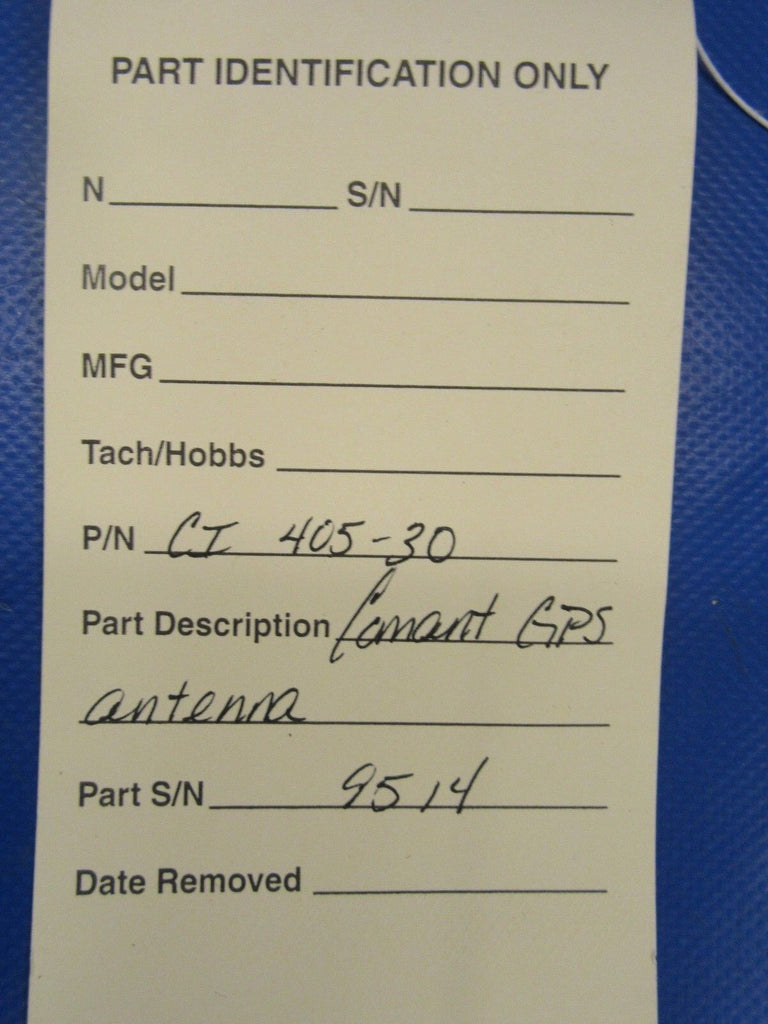 PART IDENTIFICATION ONLY
N S/N
Model
MFG
Tach/Hobbs
P/N CI 405-30
Part Description Comant GPS
antenna
Part S/N 9514
Date Removed